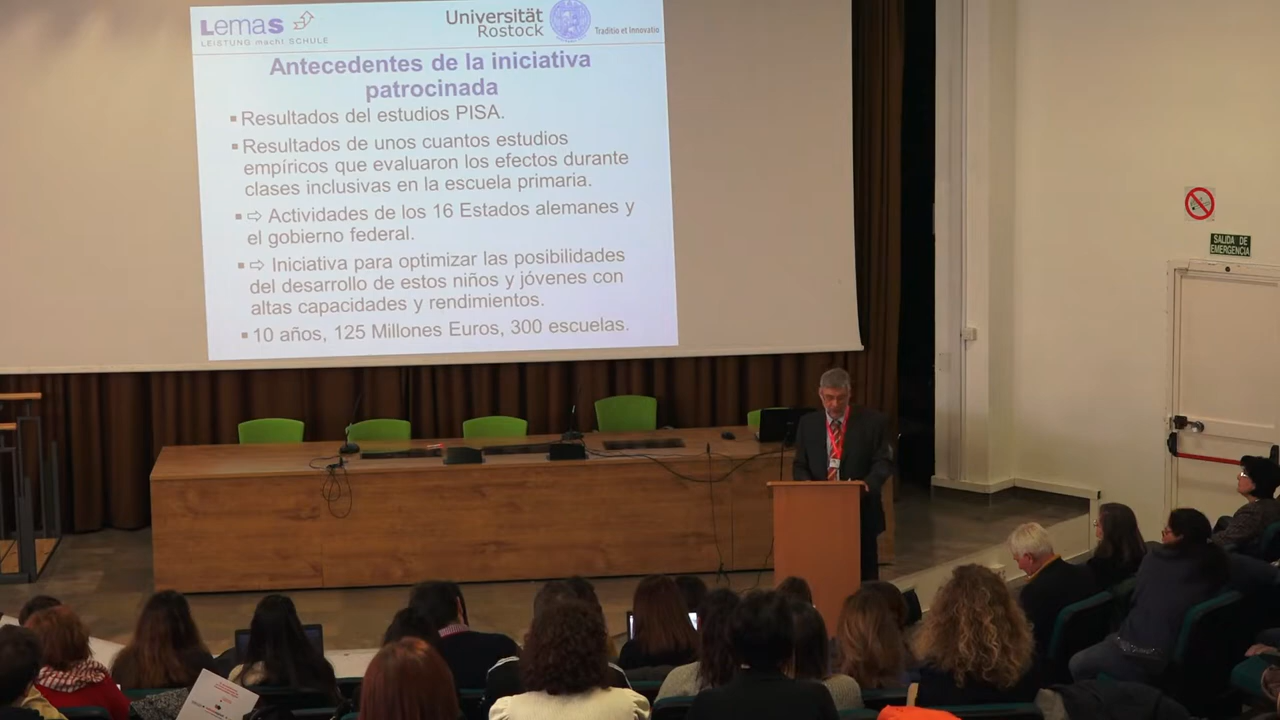 Lemas
LEISTUNG macht SCHULE
Universität
Rostock
Traditio et Innovatio
Antecedentes de la iniciativa
patrocinada
▪ Resultados del estudios PISA.
▪ Resultados de unos cuantos estudios
empíricos que evaluaron los efectos durante
clases inclusivas en la escuela primaria.
▪ ⇨ Actividades de los 16 Estados alemanes y
el gobierno federal.
▪ ⇨ Iniciativa para optimizar las posibilidades
del desarrollo de estos niños y jóvenes con
altas capacidades y rendimientos.
▪ 10 años, 125 Millones Euros, 300 escuelas.
SALIDA DE
EMERGENCIA